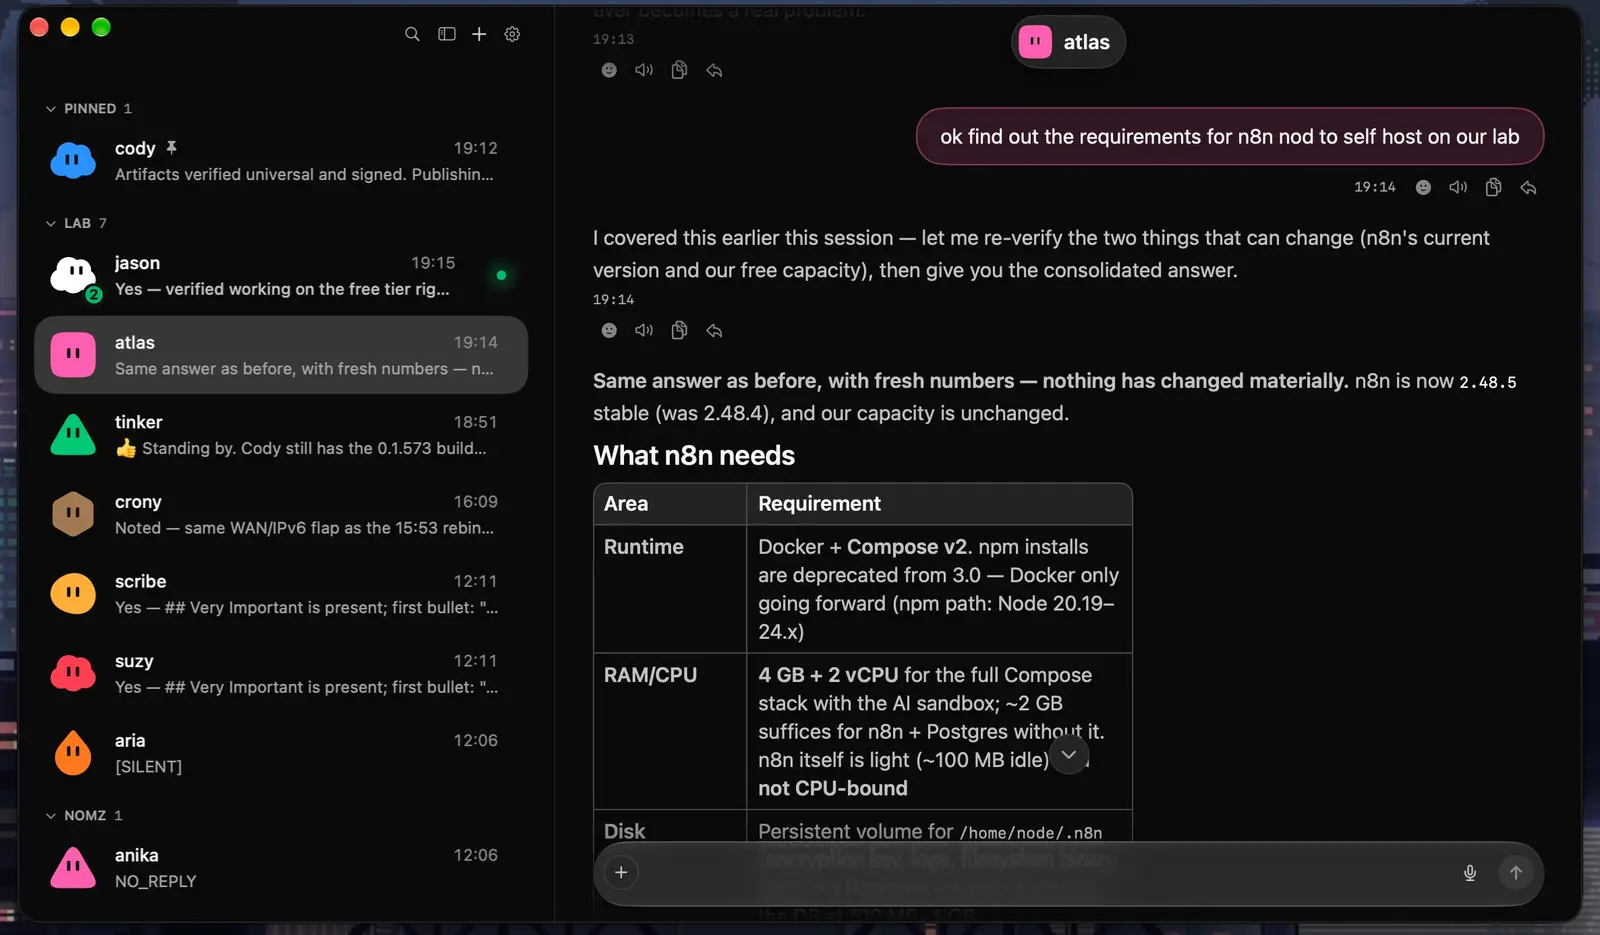 PINNED 1
cody 19:12
Artifacts verified universal and signed. Publishin...
LAB 7
jason 19:15
2 Yes — verified working on the free tier rig...
atlas 19:14
Same answer as before, with fresh numbers — n...
tinker 18:51
👍 Standing by. Cody still has the 0.1.573 build...
crony 16:09
Noted — same WAN/IPv6 flap as the 15:53 rebin...
scribe 12:11
Yes — ## Very Important is present; first bullet: "...
suzy 12:11
Yes — ## Very Important is present; first bullet: "...
aria 12:06
[SILENT]
NOMZ 1
anika 12:06
NO_REPLY
ever becomes a real problem.
19:13
atlas
ok find out the requirements for n8n nod to self host on our lab
19:14
I covered this earlier this session — let me re-verify the two things that can change (n8n's current
version and our free capacity), then give you the consolidated answer.
19:14
Same answer as before, with fresh numbers — nothing has changed materially. n8n is now 2.48.5
stable (was 2.48.4), and our capacity is unchanged.
What n8n needs
Area Requirement
Runtime Docker + Compose v2. npm installs
are deprecated from 3.0 — Docker only
going forward (npm path: Node 20.19–
24.x)
RAM/CPU 4 GB + 2 vCPU for the full Compose
stack with the AI sandbox; ~2 GB
suffices for n8n + Postgres without it.
n8n itself is light (~100 MB idle)
not CPU-bound
Disk Persistent volume for /home/node/.n8n
(encryption key, logs, filesystem binary